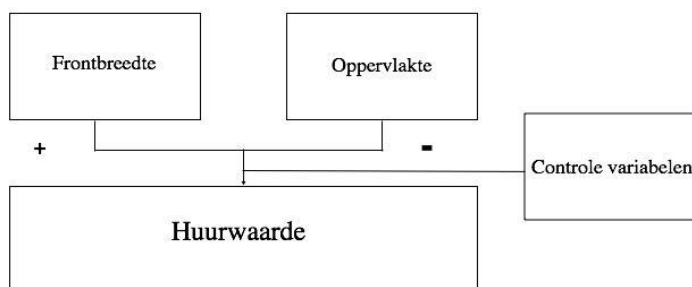 Frontbreedte
Oppervlakte
+
-
Controle variabelen
Huurwaarde